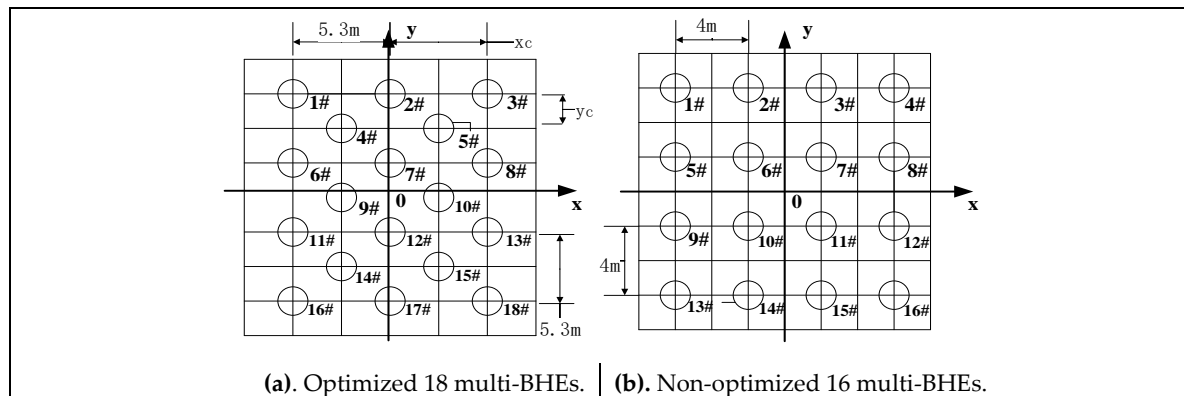 5.3m y xc
1# 2# 3# yc
4# 5#
6# 7# 8#
0 x
9# 10#
11# 12# 13#
14# 15#
16# 17# 18# 5.3m
(a). Optimized 18 multi-BHEs.
4m y
1# 2# 3# 4#
5# 6# 7# 8#
0 x
9# 10# 11# 12#
4m
13# 14# 15# 16#
(b). Non-optimized 16 multi-BHEs.